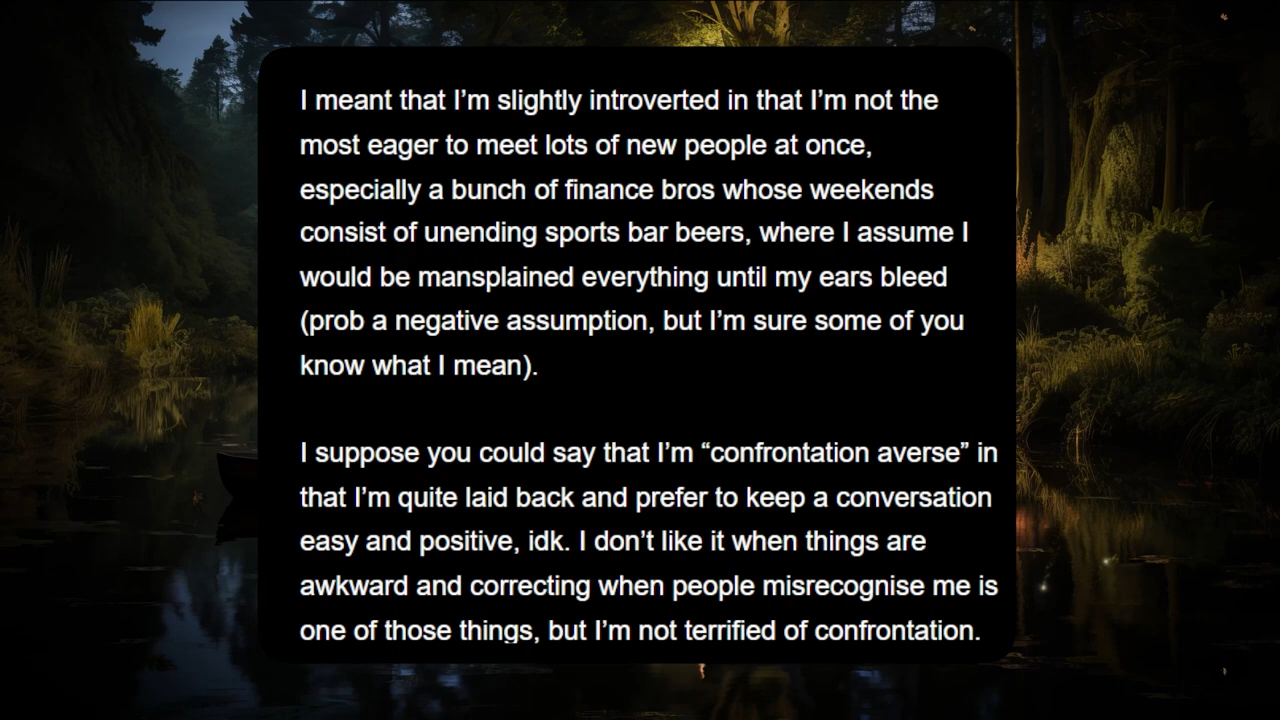 I meant that I’m slightly introverted in that I’m not the
most eager to meet lots of new people at once,
especially a bunch of finance bros whose weekends
consist of unending sports bar beers, where I assume I
would be mansplained everything until my ears bleed
(prob a negative assumption, but I’m sure some of you
know what I mean).
I suppose you could say that I’m “confrontation averse” in
that I’m quite laid back and prefer to keep a conversation
easy and positive, idk. I don’t like it when things are
awkward and correcting when people misrecognise me is
one of those things, but I’m not terrified of confrontation.